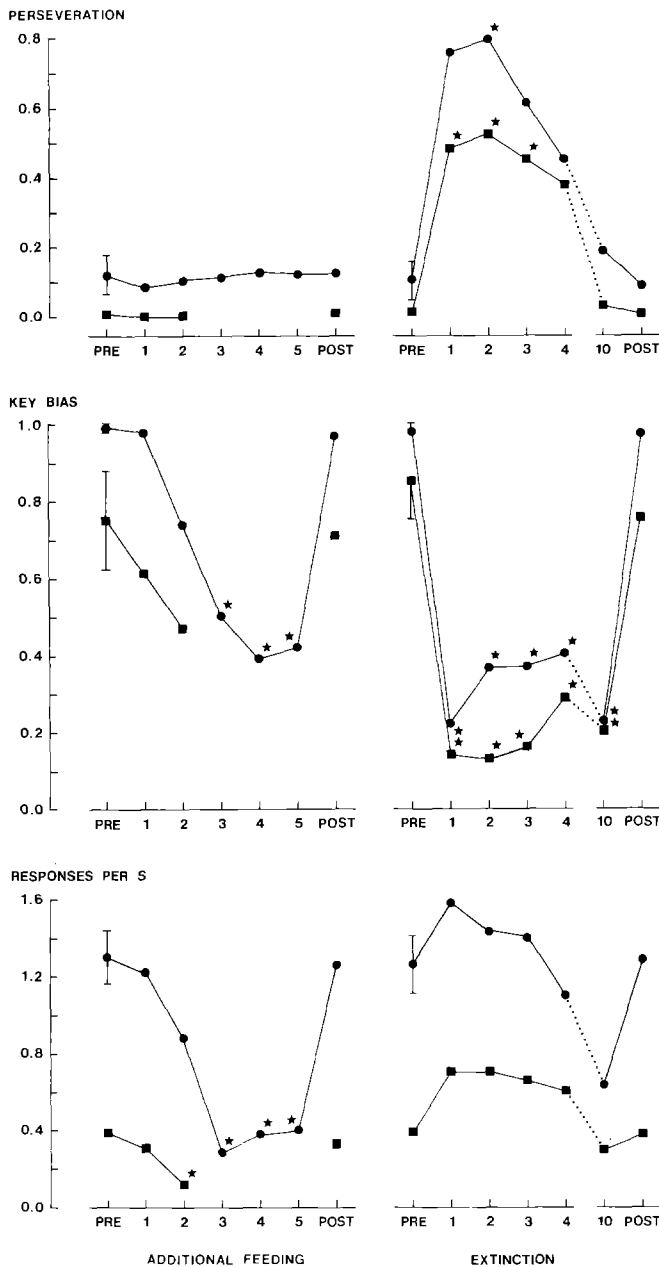 PERSEVERATION
0.8
0.6
0.4
0.2
0.0
PRE 1 2 3 4 5 POST
PRE 1 2 3 4 10 POST
KEY BIAS
1.0
0.8
0.6
0.4
0.2
0.0
PRE 1 2 3 4 5 POST
PRE 1 2 3 4 10 POST
RESPONSES PER S
1.6
1.2
0.8
0.4
0.0
PRE 1 2 3 4 5 POST
PRE 1 2 3 4 10 POST
ADDITIONAL FEEDING
EXTINCTION